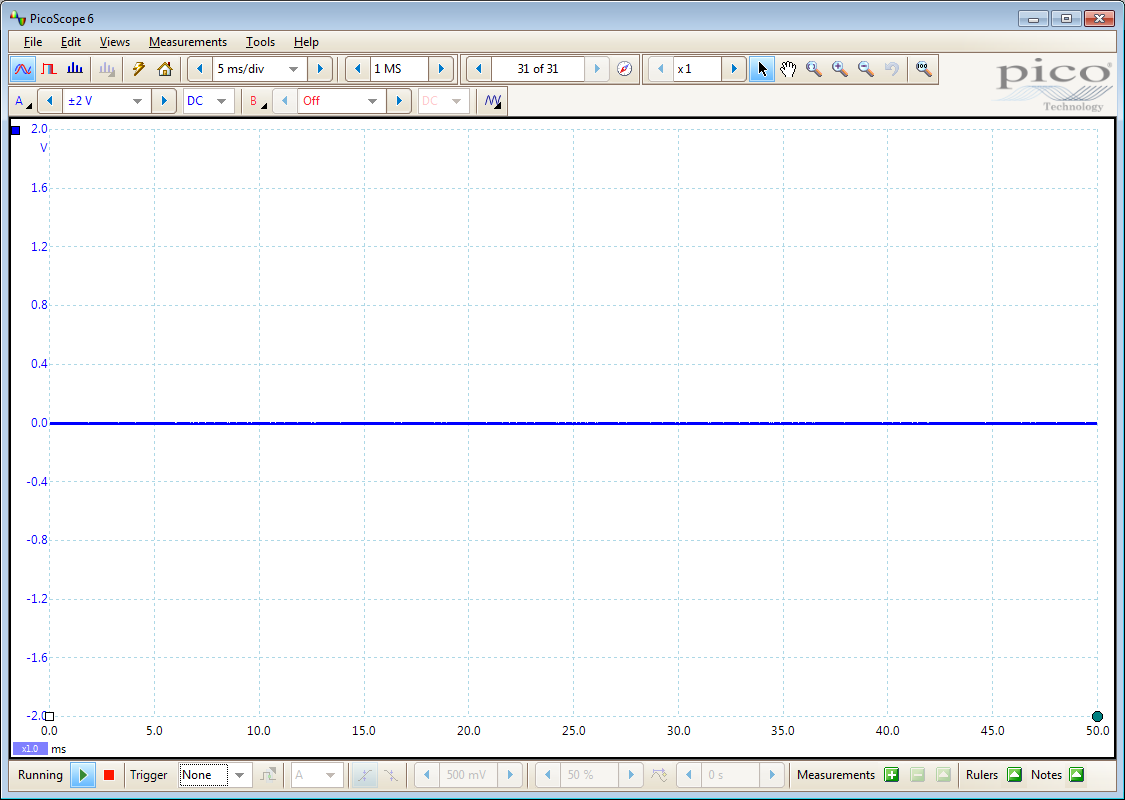 PicoScope 6
File Edit Views Measurements Tools Help
5 ms/div 1 MS 31 of 31 x1
pico
Technology
A ±2 V DC B Off DC
2.0
V
1.6
1.2
0.8
0.4
0.0
-0.4
-0.8
-1.2
-1.6
-2.0
0.0 5.0 10.0 15.0 20.0 25.0 30.0 35.0 40.0 45.0 50.0
x1.0 ms
Running Trigger None A 500 mV 50 % 0 s Measurements Rulers Notes